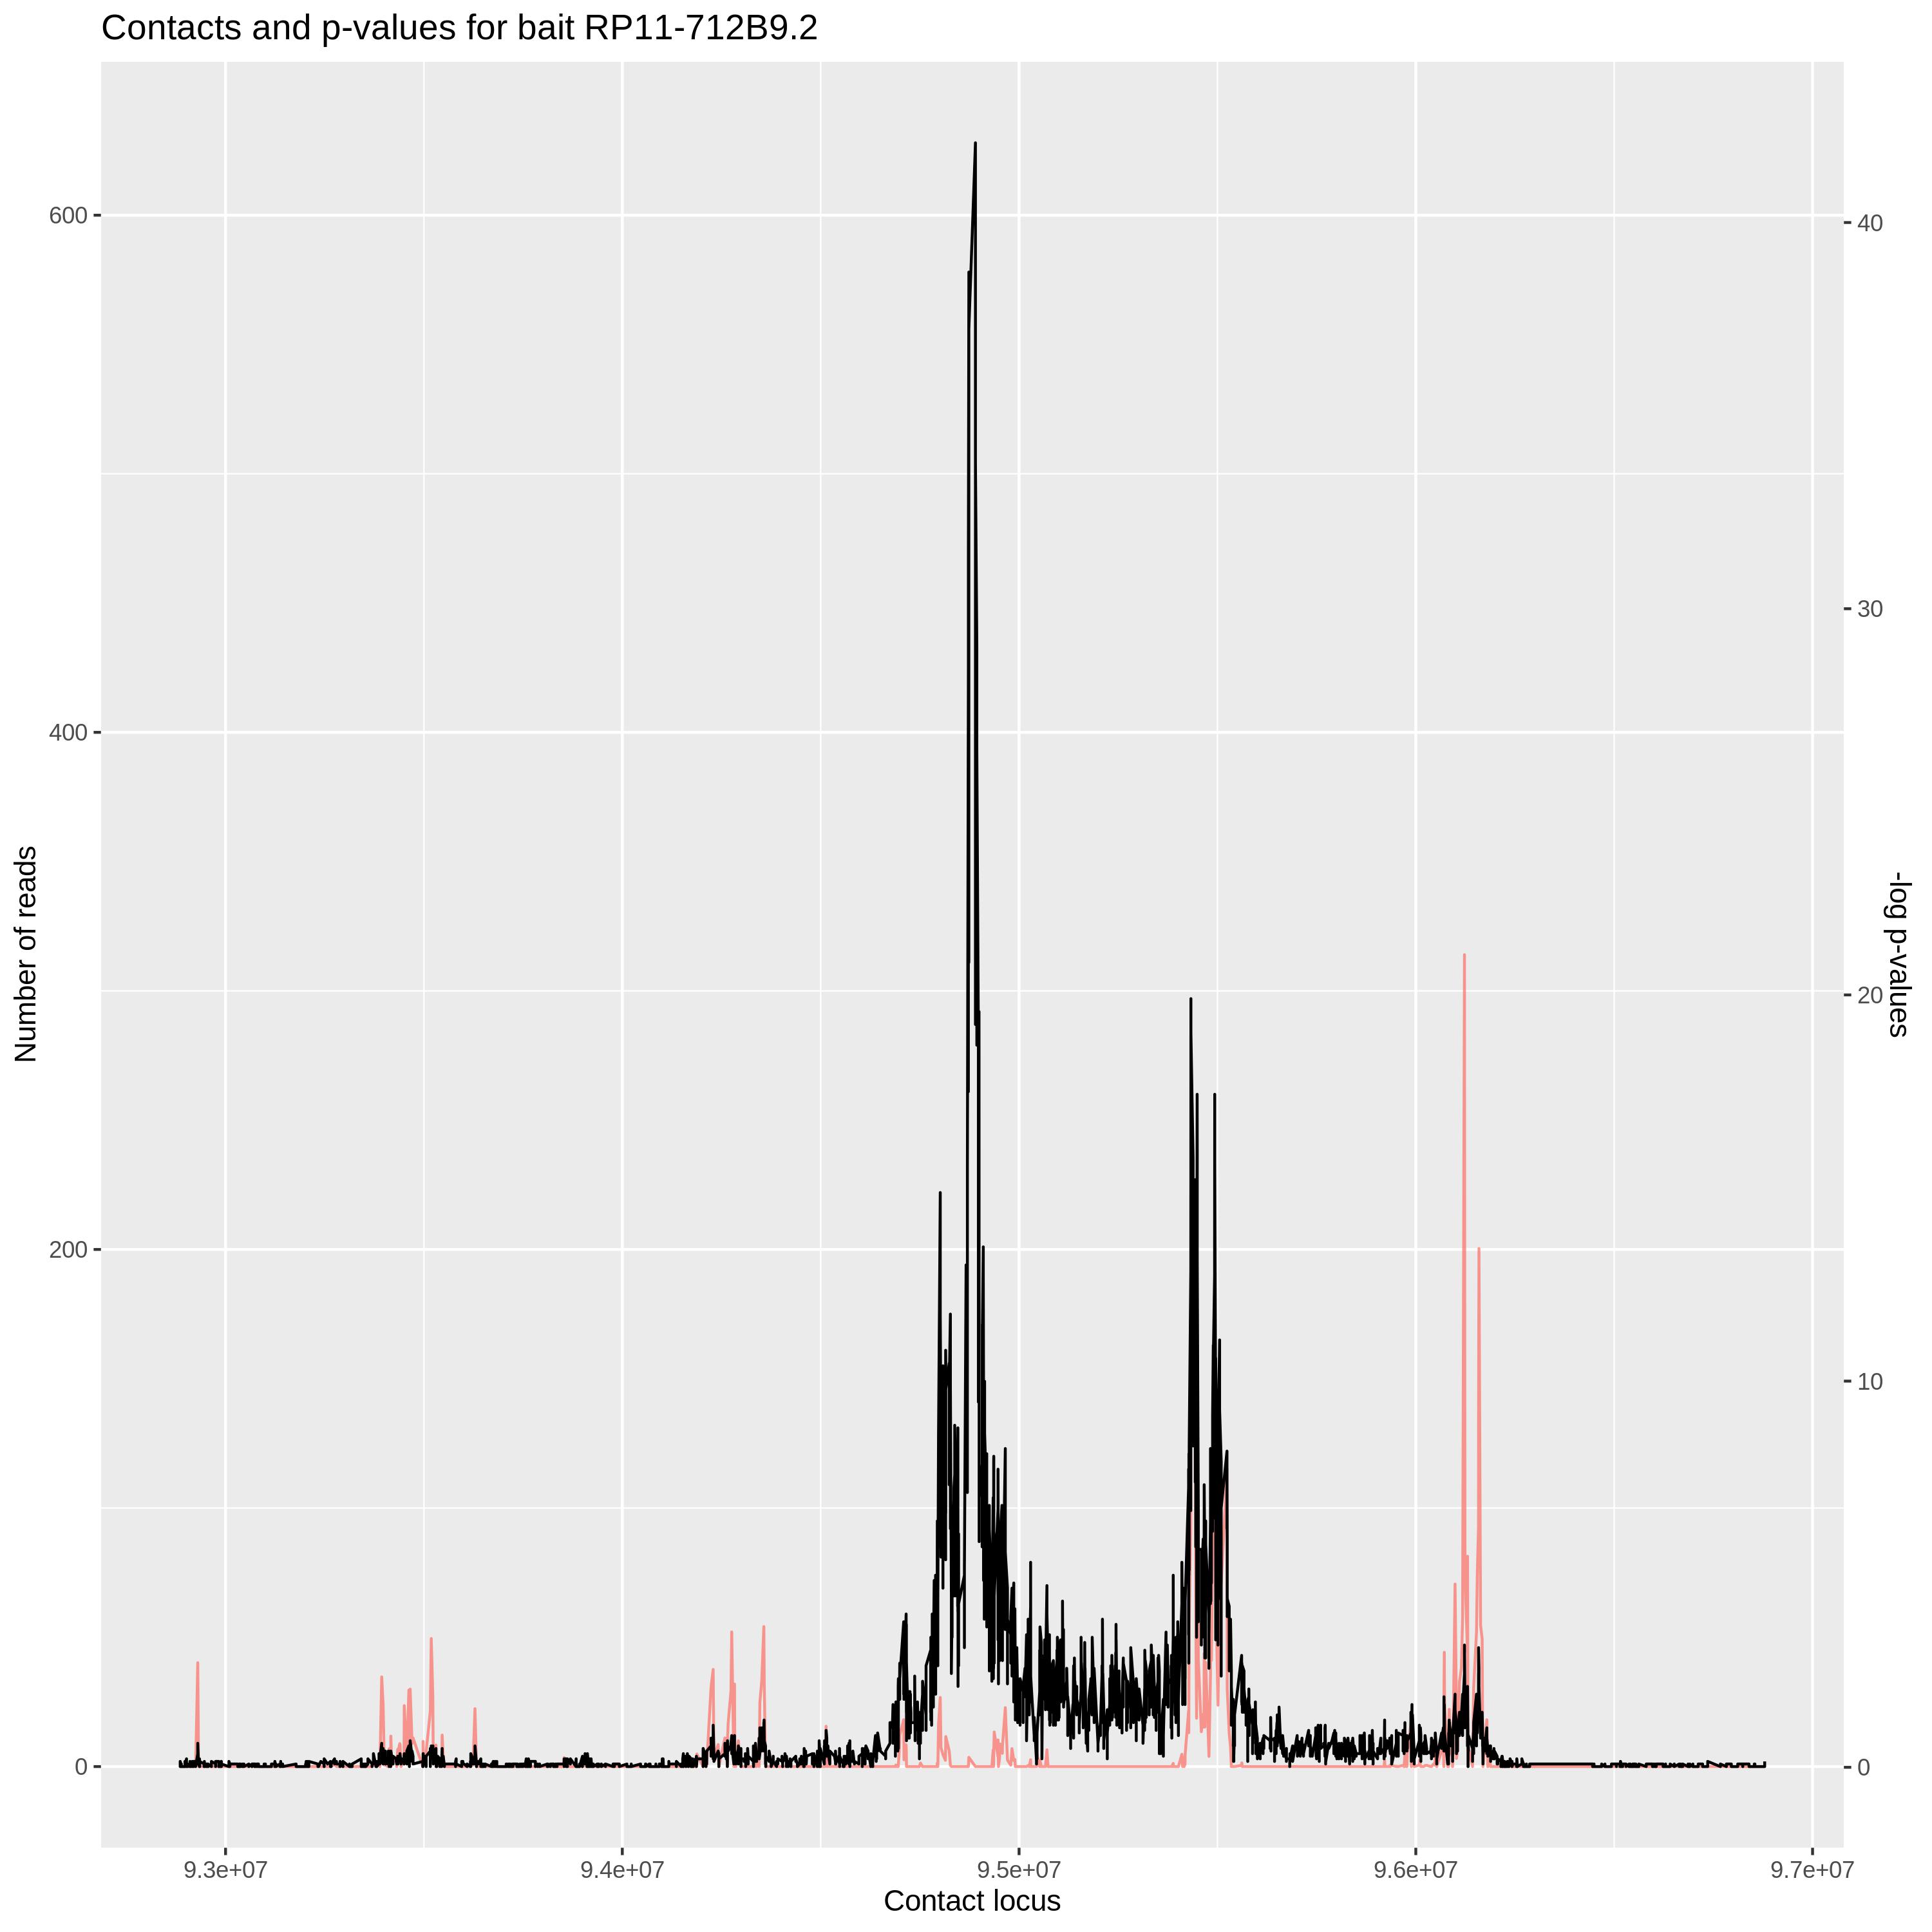 Contacts and p-values for bait RP11-712B9.2
600
400
200
0
Number of reads
40
30
20
10
0
-log p-values
9.3e+07 9.4e+07 9.5e+07 9.6e+07 9.7e+07
Contact locus